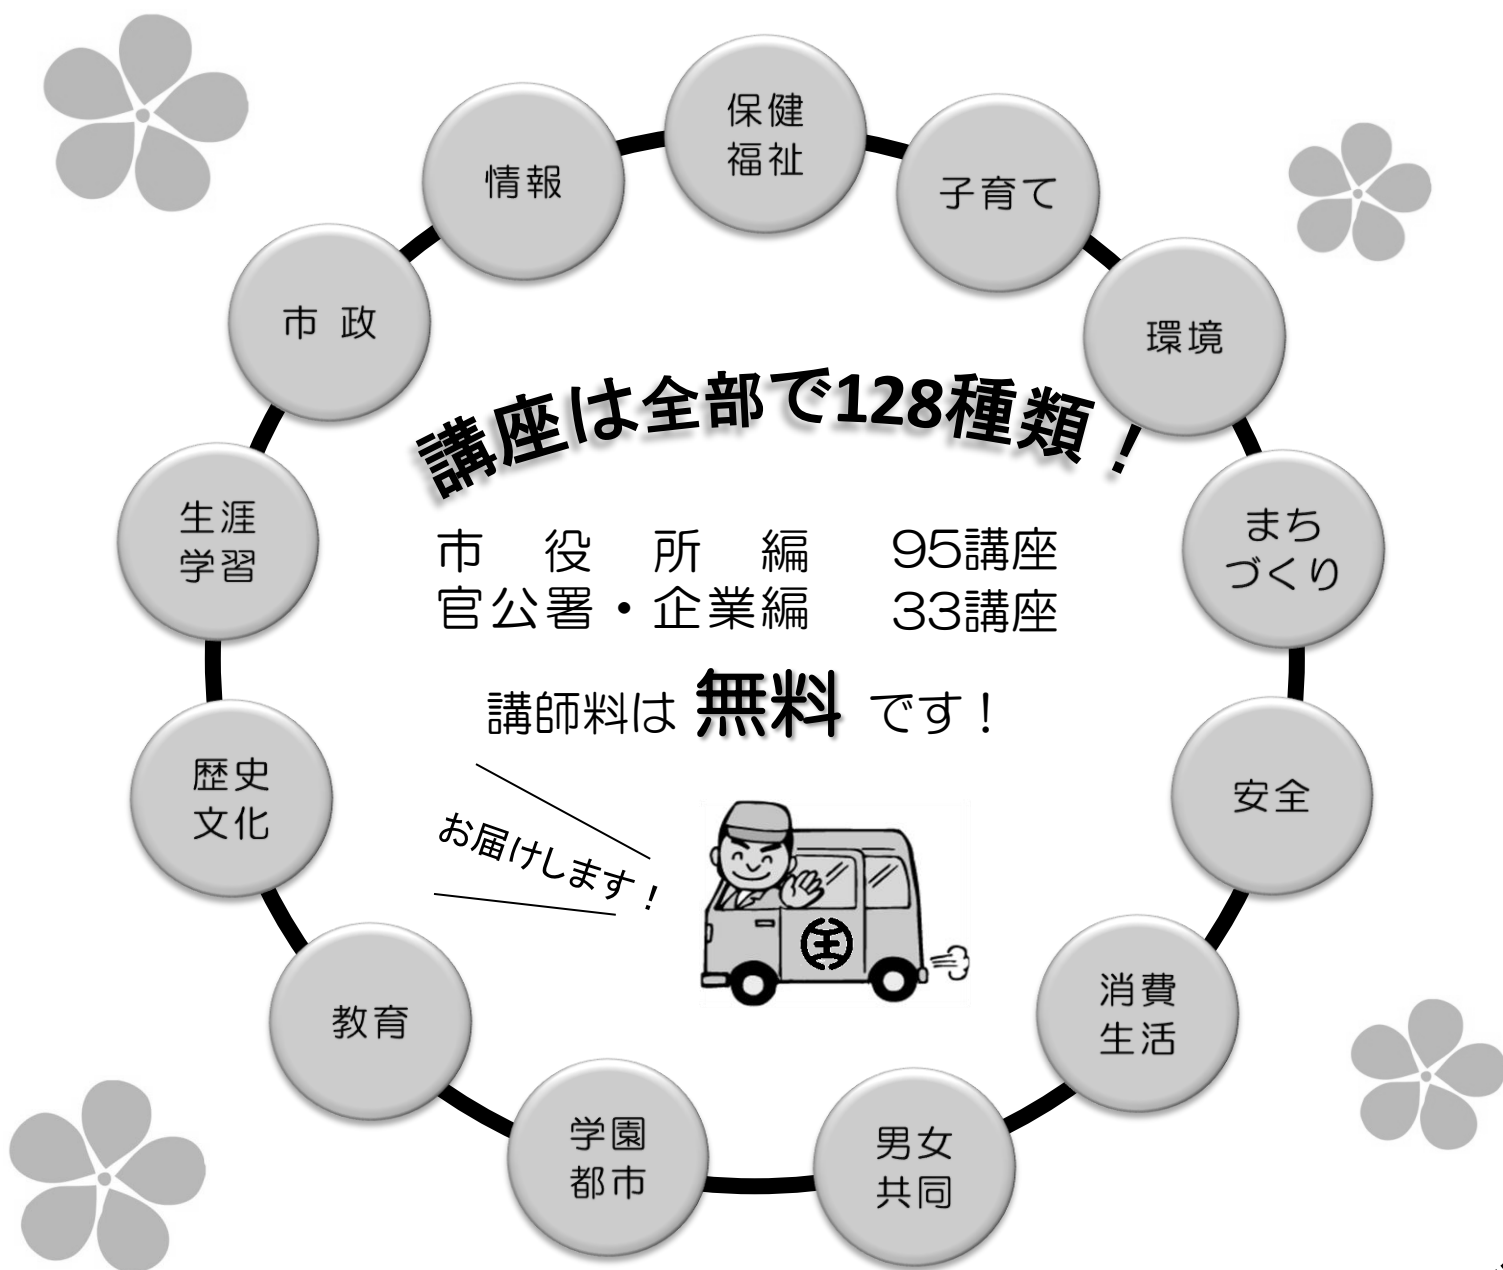 保健
福祉
子育て
環境
まち
づくり
安全
消費
生活
男女
共同
学園
都市
教育
歴史
文化
生涯
学習
市 政
情報
講座は全部で128種類！
市 役 所 編 95講座
官公署・企業編 33講座
講師料は 無料 です！
お届けします！